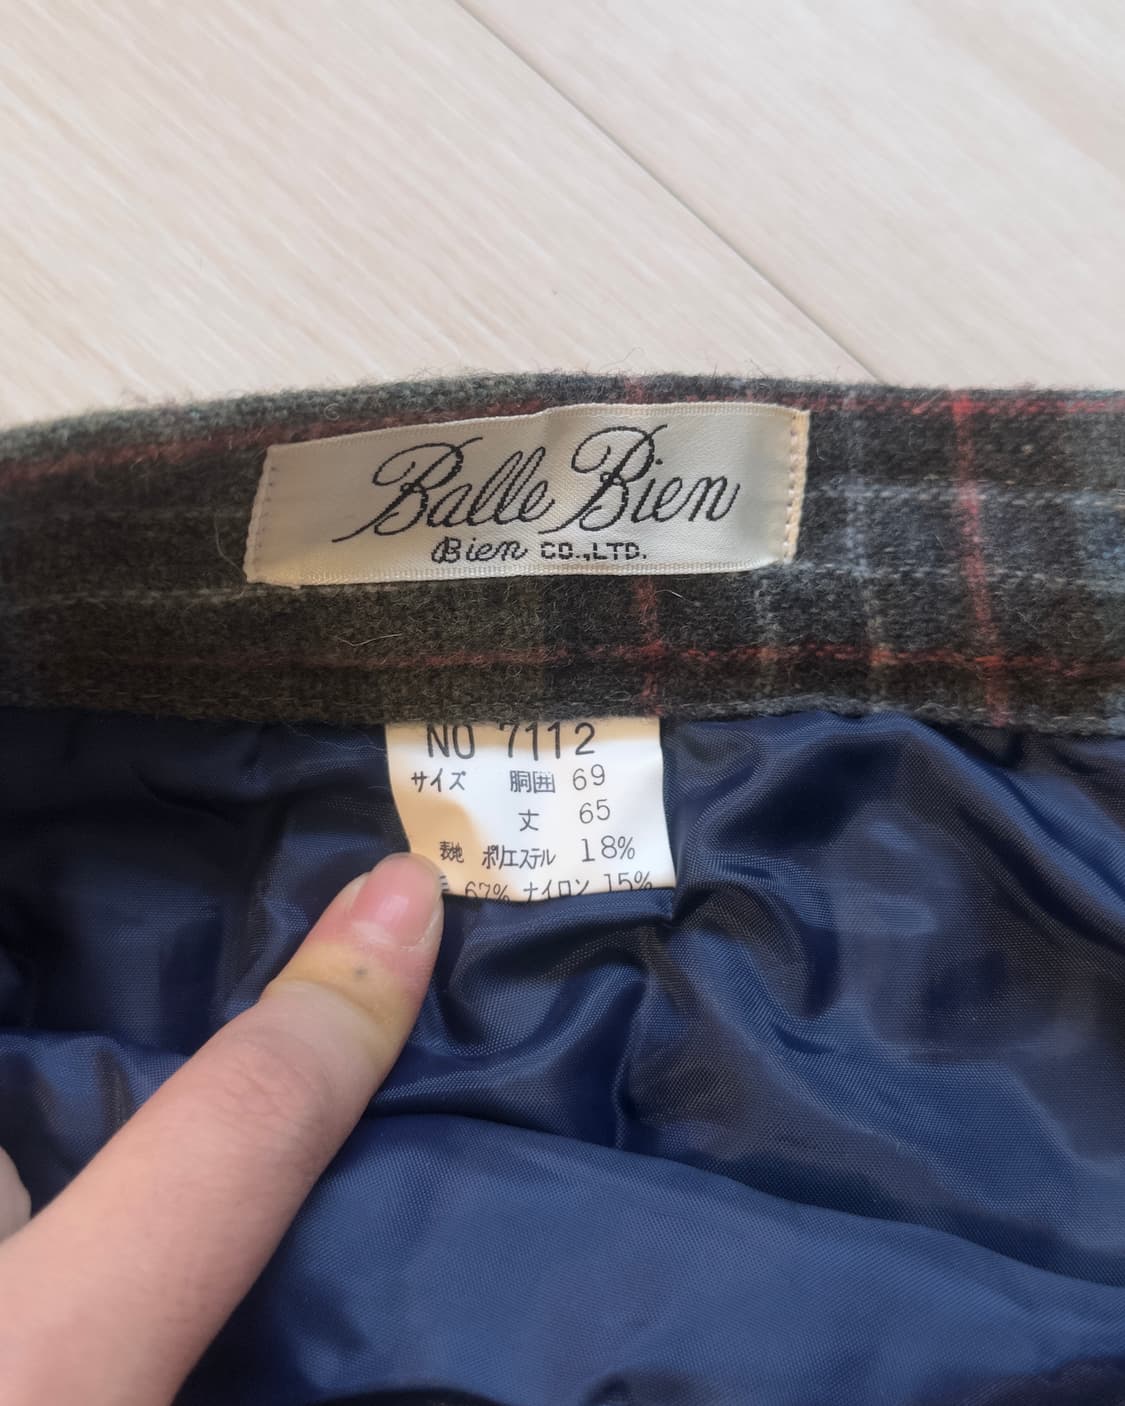 Balle Bien
Bien CO.,LTD.
NO 7112
サイズ 胴囲 69
丈 65
表地 ポリエステル 18%
67% ナイロン 15%